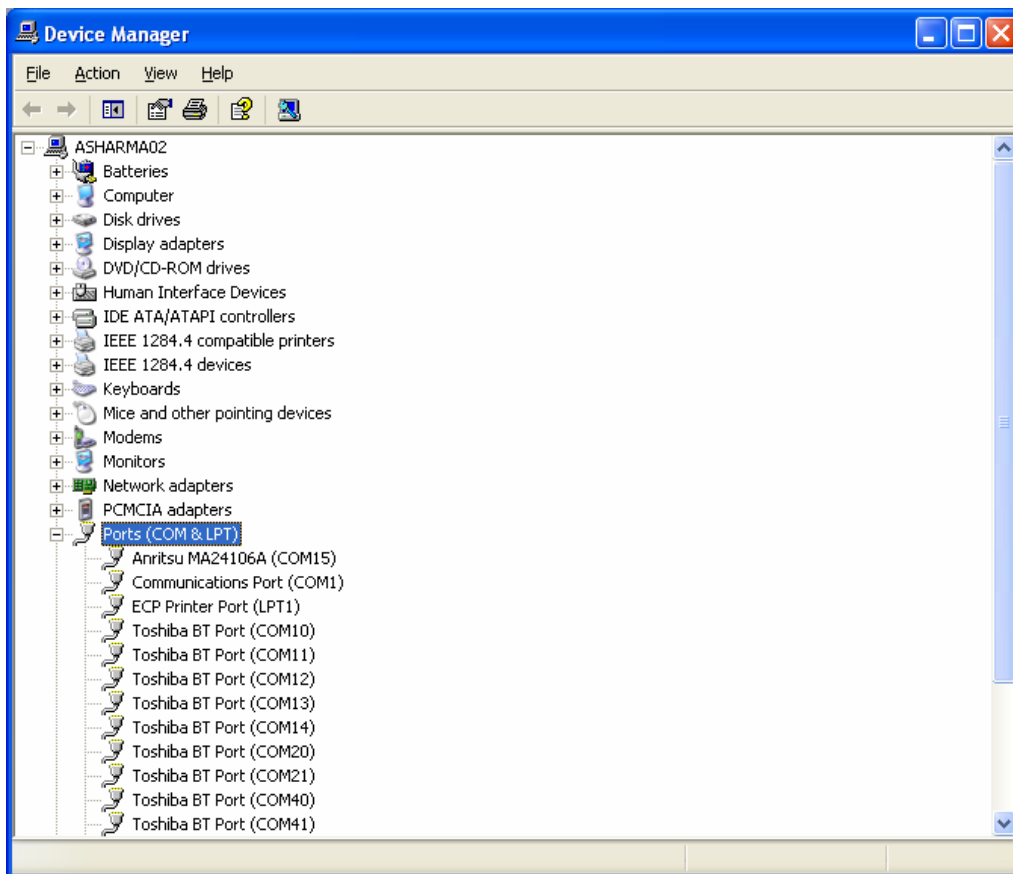 Device Manager
File Action View Help
ASHARMA02
Batteries
Computer
Disk drives
Display adapters
DVD/CD-ROM drives
Human Interface Devices
IDE ATA/ATAPI controllers
IEEE 1284.4 compatible printers
IEEE 1284.4 devices
Keyboards
Mice and other pointing devices
Modems
Monitors
Network adapters
PCMCIA adapters
Ports (COM & LPT)
Anritsu MA24106A (COM15)
Communications Port (COM1)
ECP Printer Port (LPT1)
Toshiba BT Port (COM10)
Toshiba BT Port (COM11)
Toshiba BT Port (COM12)
Toshiba BT Port (COM13)
Toshiba BT Port (COM14)
Toshiba BT Port (COM20)
Toshiba BT Port (COM21)
Toshiba BT Port (COM40)
Toshiba BT Port (COM41)